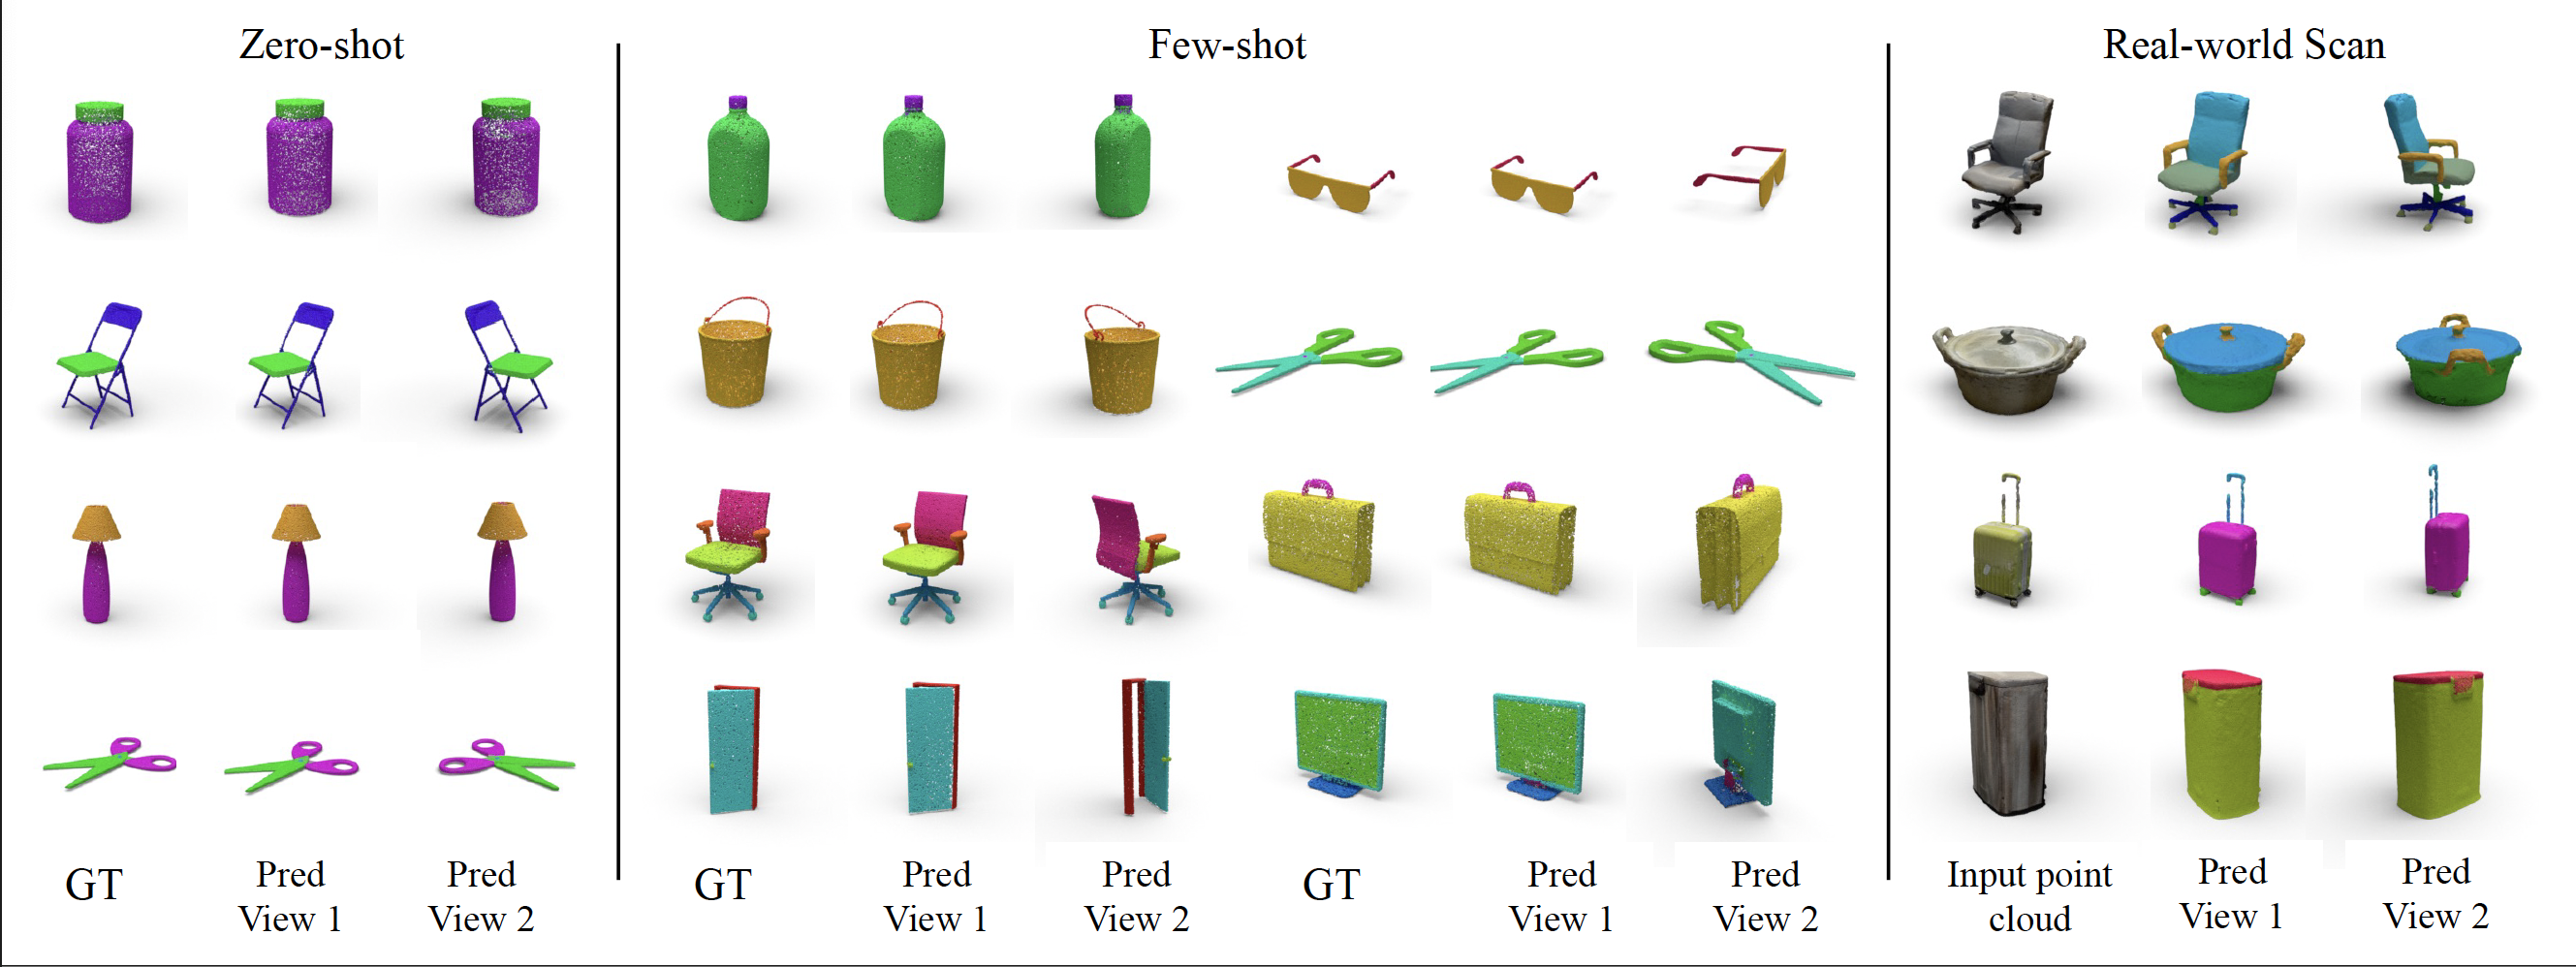 Zero-shot
Few-shot
Real-world Scan
GT
Pred
View 1
Pred
View 2
GT
Pred
View 1
Pred
View 2
GT
Pred
View 1
Pred
View 2
Input point
cloud
Pred
View 1
Pred
View 2